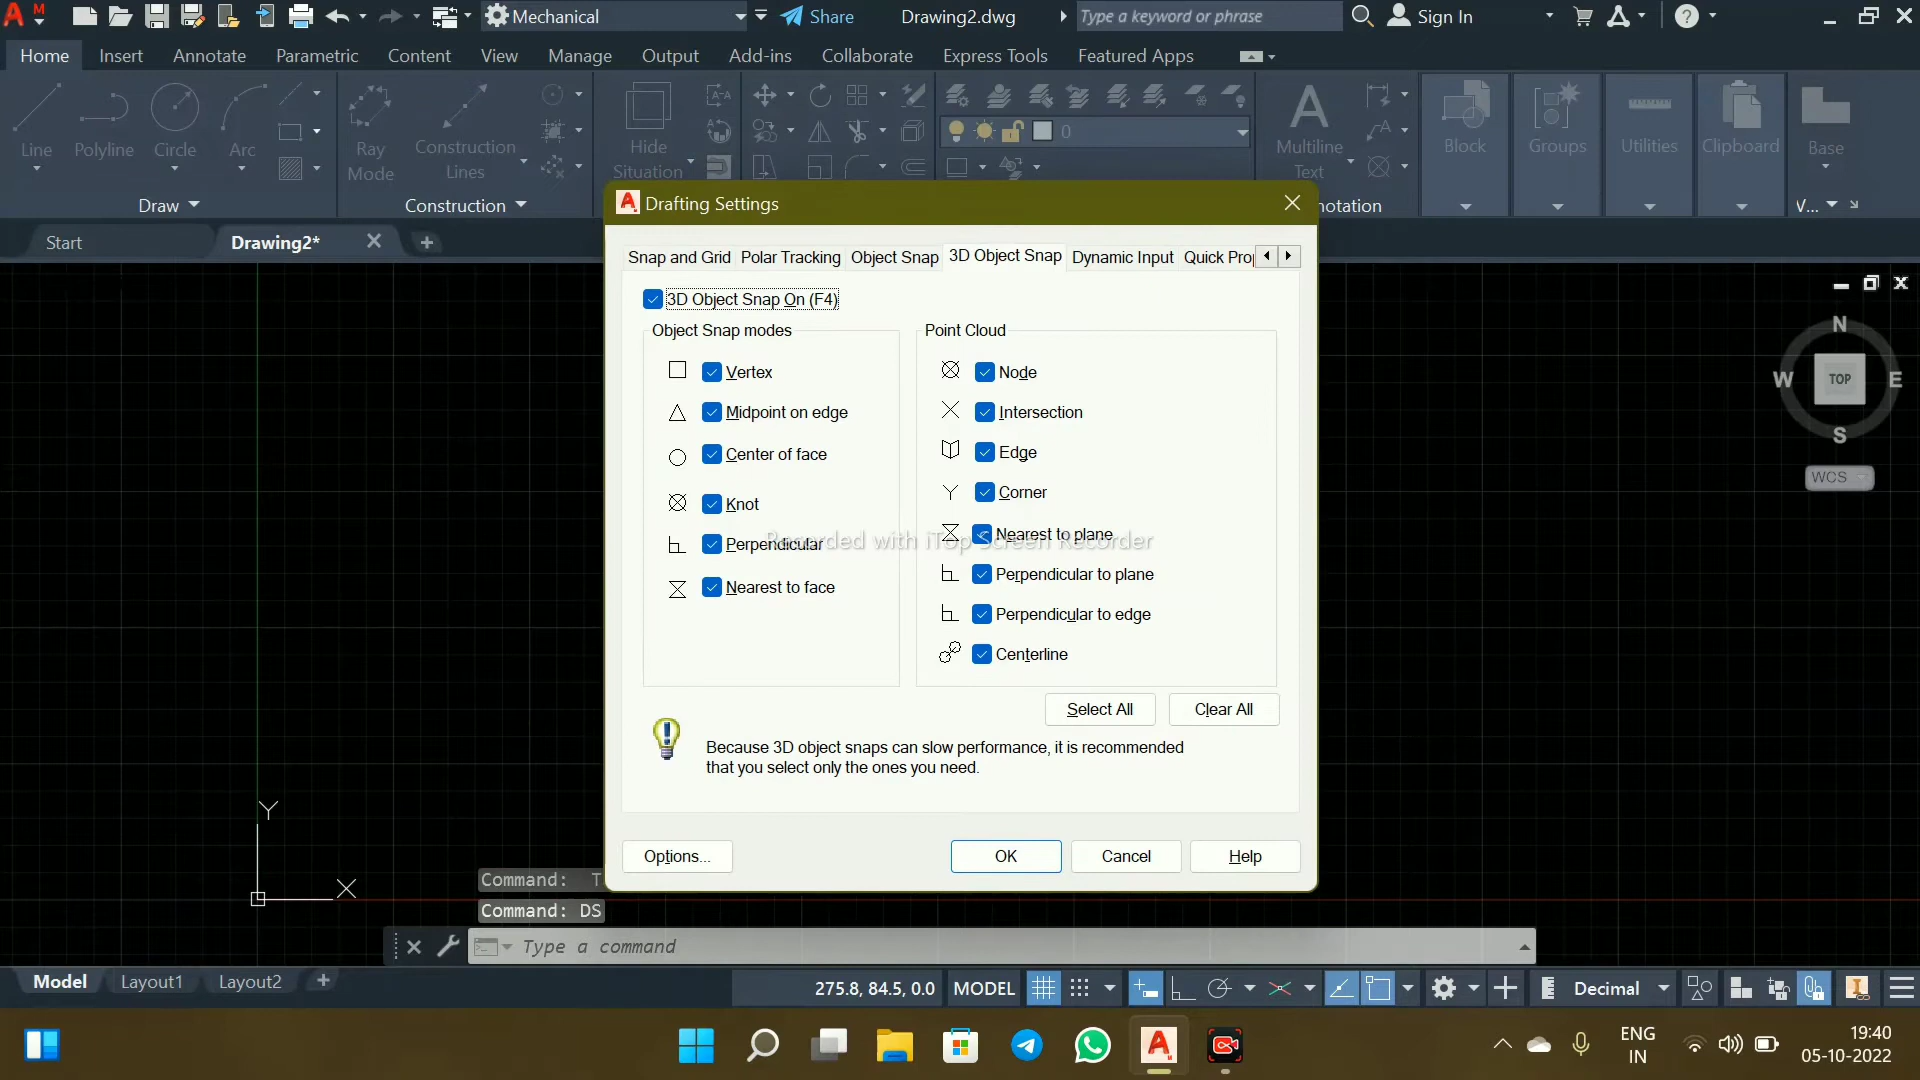 Mechanical
Share
Drawing2.dwg
Type a keyword or phrase
Sign In
Home
Insert
Annotate
Parametric
Content
View
Manage
Output
Add-ins
Collaborate
Express Tools
Featured Apps
Line
Polyline
Circle
Arc
Ray
Mode
Construction
Lines
Hide
Situation
0
Multiline
Text
Block
Groups
Utilities
Clipboard
Base
Draw
Construction
notation
V...
Start
Drawing2*
Drafting Settings
Snap and Grid
Polar Tracking
Object Snap
3D Object Snap
Dynamic Input
Quick Pro
3D Object Snap On (F4)
Object Snap modes
Vertex
Midpoint on edge
Center of face
Knot
Perpendicular
Nearest to face
Point Cloud
Node
Intersection
Edge
Corner
Nearest to plane
Perpendicular to plane
Perpendicular to edge
Centerline
Recorded with iTop Screen Recorder
Select All
Clear All
Because 3D object snaps can slow performance, it is recommended
that you select only the ones you need.
Options...
OK
Cancel
Help
N
W
TOP
E
S
WCS
Y
X
Command: T
Command: DS
Type a command
Model
Layout1
Layout2
275.8, 84.5, 0.0
MODEL
Decimal
ENG
IN
19:40
05-10-2022